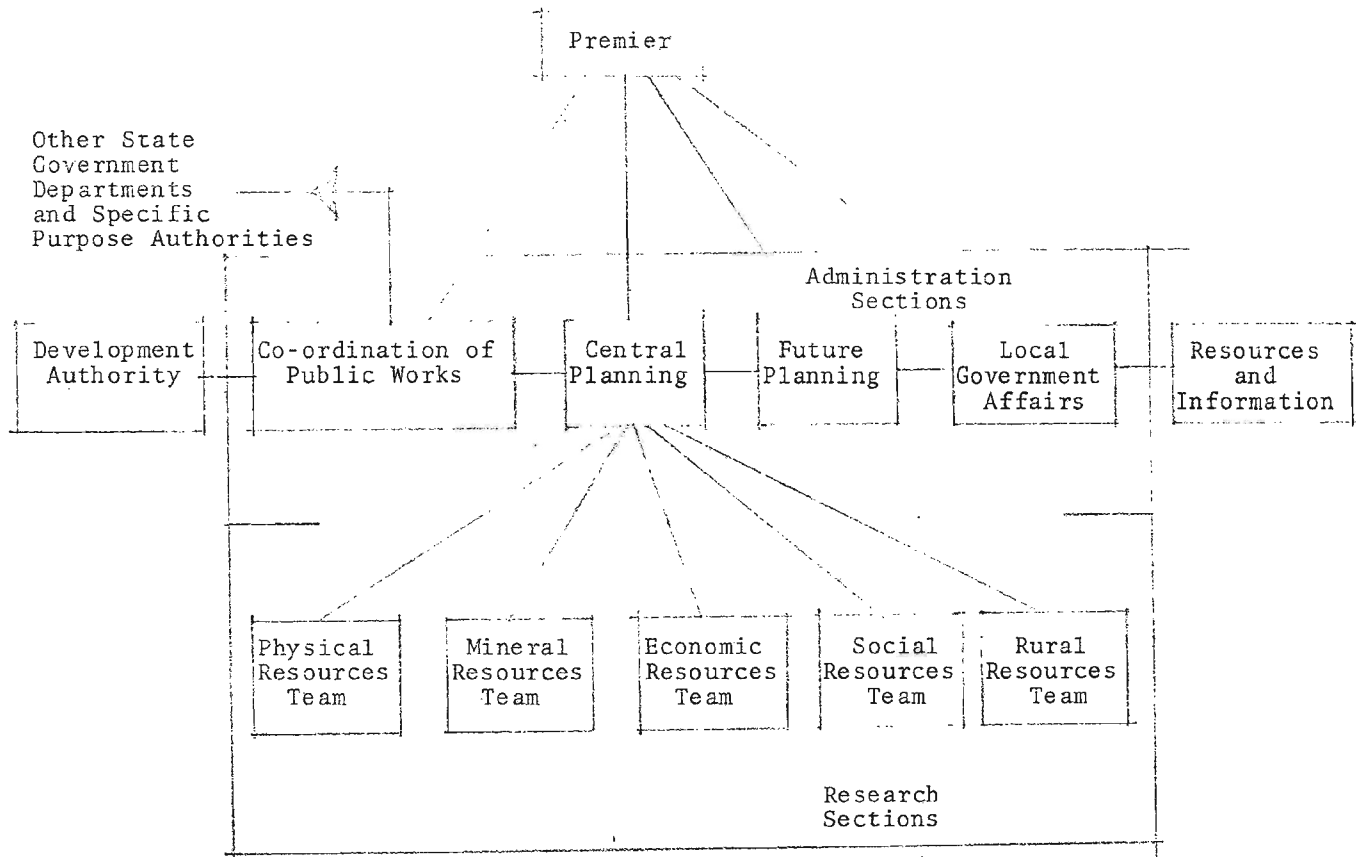 Premier
Other State
Government
Departments
and Specific
Purpose Authorities
Administration
Sections
Development
Authority
Co-ordination of
Public Works
Central
Planning
Future
Planning
Local
Government
Affairs
Resources
and
Information
Physical
Resources
Team
Mineral
Resources
Team
Economic
Resources
Team
Social
Resources
Team
Rural
Resources
Team
Research
Sections